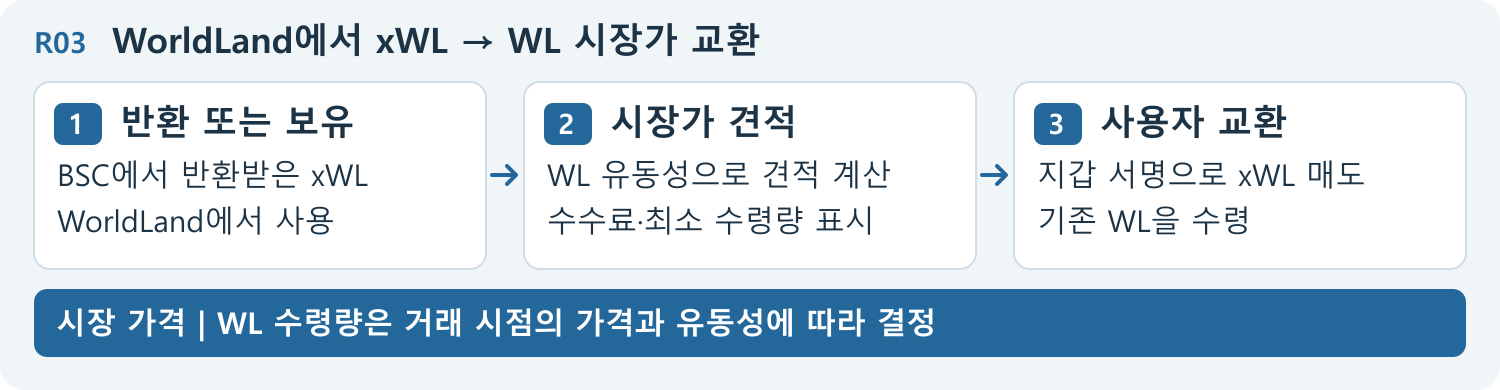 R03 WorldLand에서 xWL → WL 시장가 교환
1 반환 또는 보유
BSC에서 반환받은 xWL
WorldLand에서 사용
2 시장가 견적
WL 유동성으로 견적 계산
수수료·최소 수령량 표시
3 사용자 교환
지갑 서명으로 xWL 매도
기존 WL을 수령
시장 가격 | WL 수령량은 거래 시점의 가격과 유동성에 따라 결정